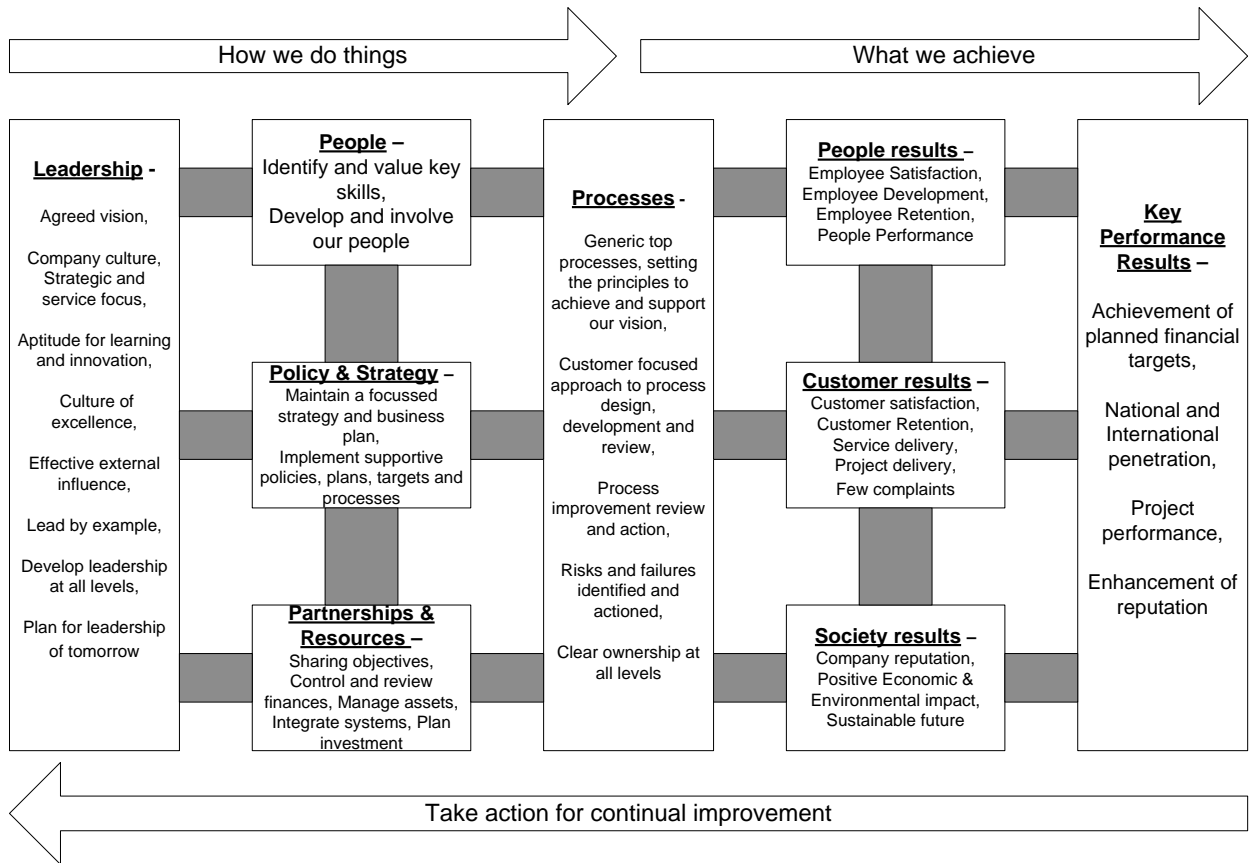 How we do things
What we achieve
Leadership -
Agreed vision,
Company culture,
Strategic and
service focus,
Aptitude for learning
and innovation,
Culture of
excellence,
Effective external
influence,
Lead by example,
Develop leadership
at all levels,
Plan for leadership
of tomorrow
People –
Identify and value key
skills,
Develop and involve
our people
Policy & Strategy –
Maintain a focussed
strategy and business
plan,
Implement supportive
policies, plans, targets and
processes
Partnerships &
Resources –
Sharing objectives,
Control and review
finances, Manage assets,
Integrate systems, Plan
investment
Processes -
Generic top
processes, setting
the principles to
achieve and support
our vision,
Customer focused
approach to process
design,
development and
review,
Process
improvement review
and action,
Risks and failures
identified and
actioned,
Clear ownership at
all levels
People results –
Employee Satisfaction,
Employee Development,
Employee Retention,
People Performance
Customer results –
Customer satisfaction,
Customer Retention,
Service delivery,
Project delivery,
Few complaints
Society results –
Company reputation,
Positive Economic &
Environmental impact,
Sustainable future
Key
Performance
Results –
Achievement of
planned financial
targets,
National and
International
penetration,
Project
performance,
Enhancement of
reputation
Take action for continual improvement